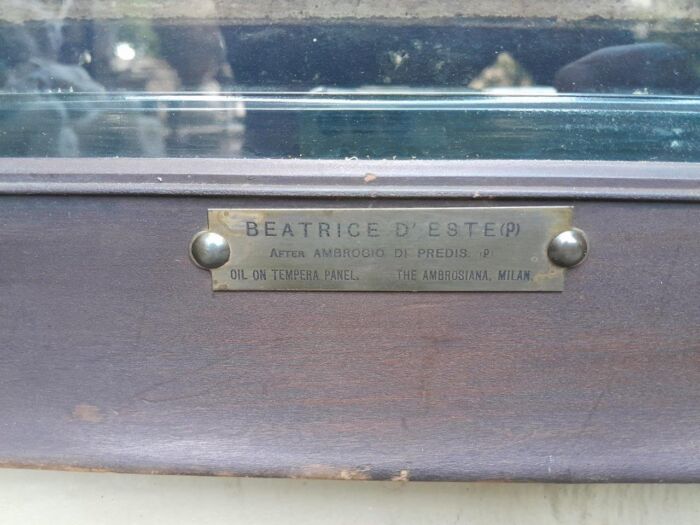 BEATRICE D'ESTE(?)
AFTER AMBROGIO DI PREDIS. (?)
OIL ON TEMPERA PANEL. THE AMBROSIANA, MILAN.